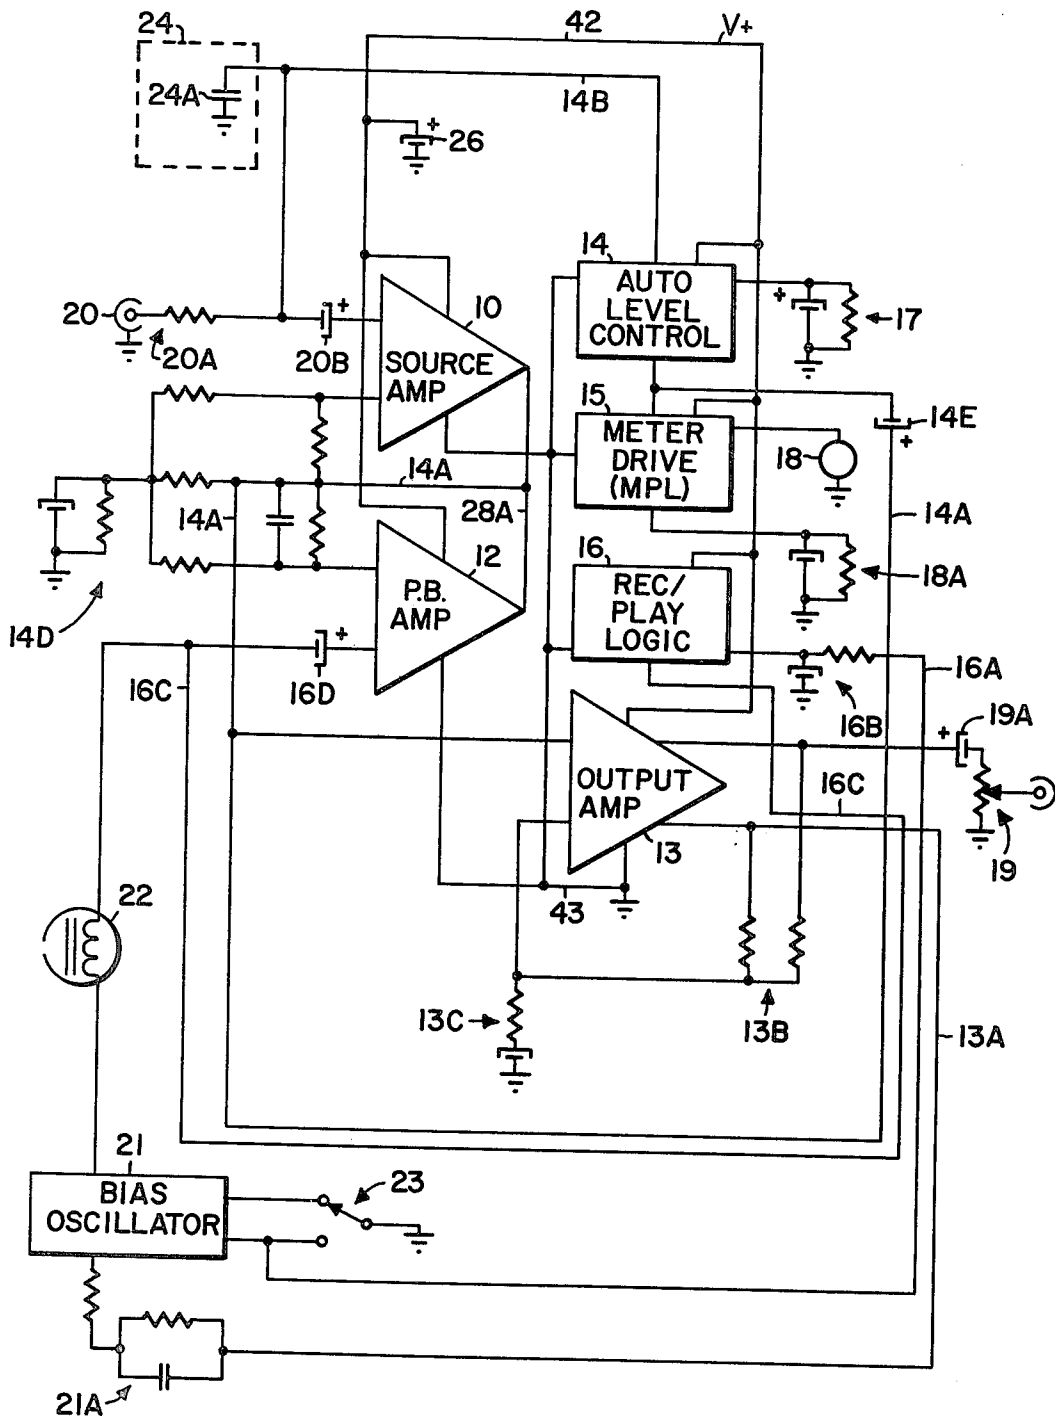 42
V+
24
24A
14B
26
14
AUTO
LEVEL
CONTROL
17
20
20A
20B
10
SOURCE
AMP
15
METER
DRIVE
(MPL)
18
14E
14A
14A
28A
14A
14D
12
P.B.
AMP
16
REC/
PLAY
LOGIC
18A
16C
16D
16A
16B
19A
OUTPUT
AMP
16C
13
19
43
22
13C
13B
13A
21
BIAS
OSCILLATOR
23
21A
+
+
+
+
+
+